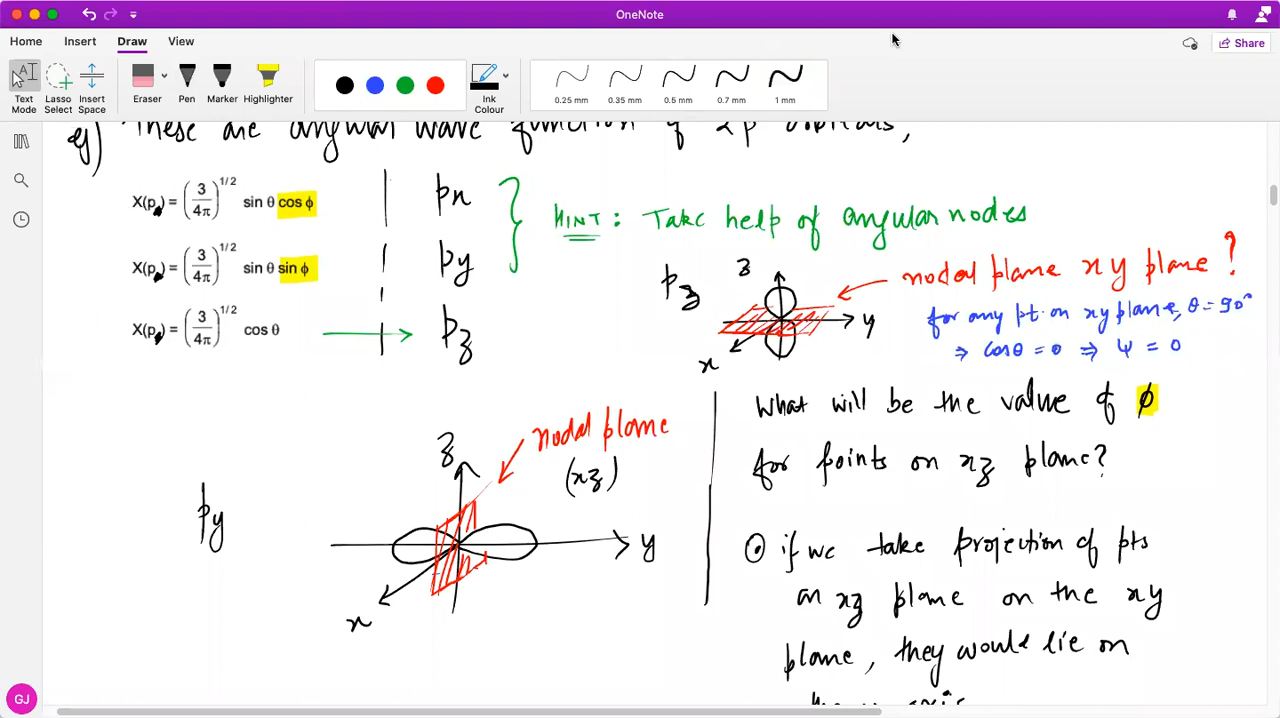 OneNote
Home Insert Draw View
Share
Text Mode
Lasso Select
Insert Space
Eraser
Pen
Marker
Highlighter
Ink Colour
0.25 mm
0.35 mm
0.5 mm
0.7 mm
1 mm
eg) These are angular wave function of 2p orbitals,
X(p ) = (3/4π)^1/2 sin θ cos ϕ | px
X(p ) = (3/4π)^1/2 sin θ sin ϕ | py
X(p ) = (3/4π)^1/2 cos θ → pz
HINT : Take help of angular nodes
pz
z
y
x
nodal plane xy plane ?
for any pt. on xy plane, θ = 90°
⇒ cosθ = 0 ⇒ ψ = 0
py
z
y
x
nodal plane
(xz)
What will be the value of ϕ
for points on xz plane?
if we take projection of pts
on xz plane on the xy
plane, they would lie on
axis
GJ